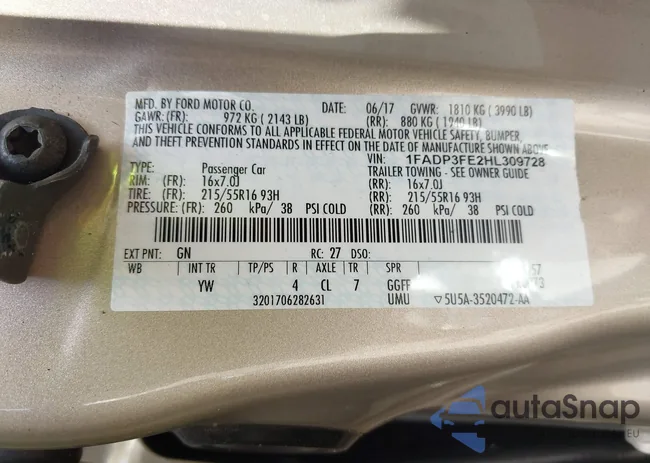 MFD. BY FORD MOTOR CO. DATE: 06/17 GVWR: 1810 KG ( 3990 LB)
GAWR: (FR): 972 KG ( 2143 LB) (RR): 880 KG ( 1940 LB)
THIS VEHICLE CONFORMS TO ALL APPLICABLE FEDERAL MOTOR VEHICLE SAFETY, BUMPER,
AND THEFT PREVENTION STANDARDS IN EFFECT ON THE DATE OF MANUFACTURE SHOWN ABOVE.
VIN: 1FADP3FE2HL309728
TYPE: Passenger Car TRAILER TOWING - SEE OWNER GUIDE
RIM: (FR): 16x7.0J (RR): 16x7.0J
TIRE: (FR): 215/55R16 93H (RR): 215/55R16 93H
PRESSURE: (FR): 260 kPa/ 38 PSI COLD (RR): 260 kPa/ 38 PSI COLD
EXT PNT: GN RC: 27 DSO:
WB INT TR TP/PS R AXLE TR SPR 57
YW 4 CL 7 GGFF
3201706282631 UMU ▽5U5A-3520472-AA
autoSnap
.EU